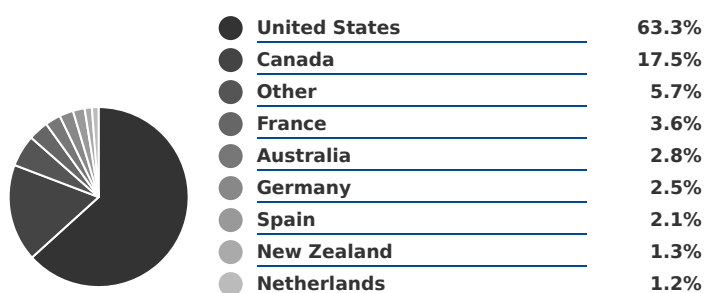 United States 63.3%
Canada 17.5%
Other 5.7%
France 3.6%
Australia 2.8%
Germany 2.5%
Spain 2.1%
New Zealand 1.3%
Netherlands 1.2%